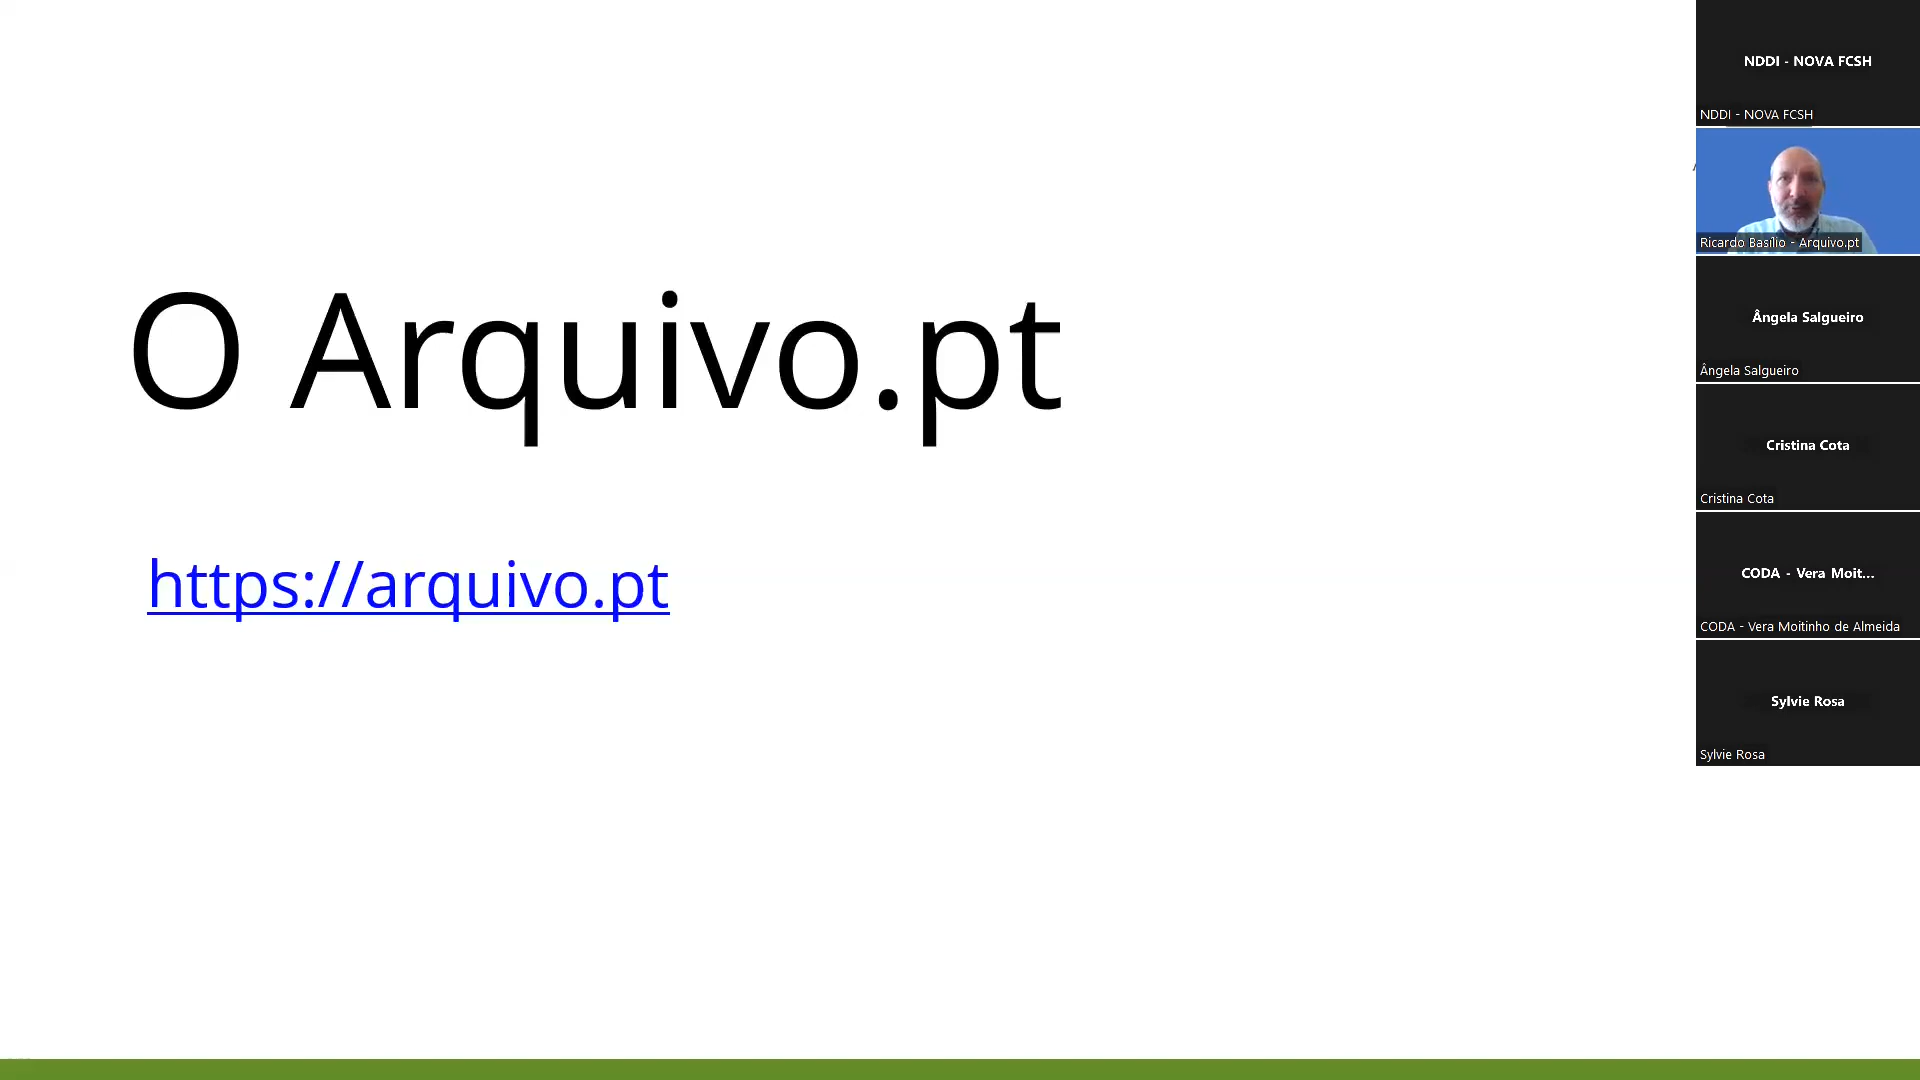 O Arquivo.pt
https://arquivo.pt
NDDI - NOVA FCSH
NDDI - NOVA FCSH
Ricardo Basílio - Arquivo.pt
Ângela Salgueiro
Ângela Salgueiro
Cristina Cota
Cristina Cota
CODA - Vera Moit...
CODA - Vera Moitinho de Almeida
Sylvie Rosa
Sylvie Rosa